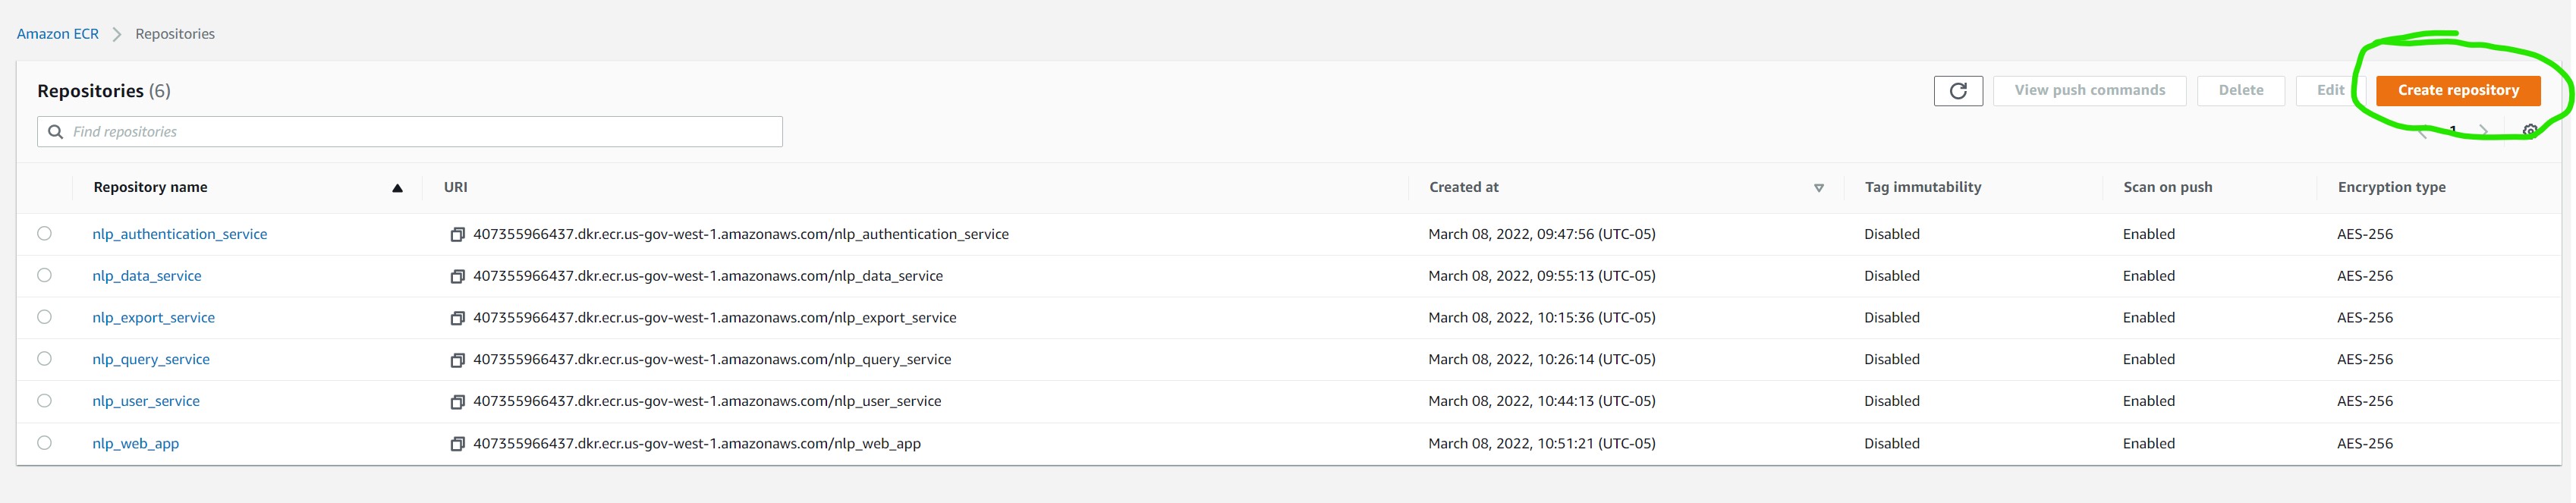 Amazon ECR > Repositories
Repositories (6)
View push commands Delete Edit Create repository
Find repositories
1
Repository name URI Created at Tag immutability Scan on push Encryption type
nlp_authentication_service 407355966437.dkr.ecr.us-gov-west-1.amazonaws.com/nlp_authentication_service March 08, 2022, 09:47:56 (UTC-05) Disabled Enabled AES-256
nlp_data_service 407355966437.dkr.ecr.us-gov-west-1.amazonaws.com/nlp_data_service March 08, 2022, 09:55:13 (UTC-05) Disabled Enabled AES-256
nlp_export_service 407355966437.dkr.ecr.us-gov-west-1.amazonaws.com/nlp_export_service March 08, 2022, 10:15:36 (UTC-05) Disabled Enabled AES-256
nlp_query_service 407355966437.dkr.ecr.us-gov-west-1.amazonaws.com/nlp_query_service March 08, 2022, 10:26:14 (UTC-05) Disabled Enabled AES-256
nlp_user_service 407355966437.dkr.ecr.us-gov-west-1.amazonaws.com/nlp_user_service March 08, 2022, 10:44:13 (UTC-05) Disabled Enabled AES-256
nlp_web_app 407355966437.dkr.ecr.us-gov-west-1.amazonaws.com/nlp_web_app March 08, 2022, 10:51:21 (UTC-05) Disabled Enabled AES-256